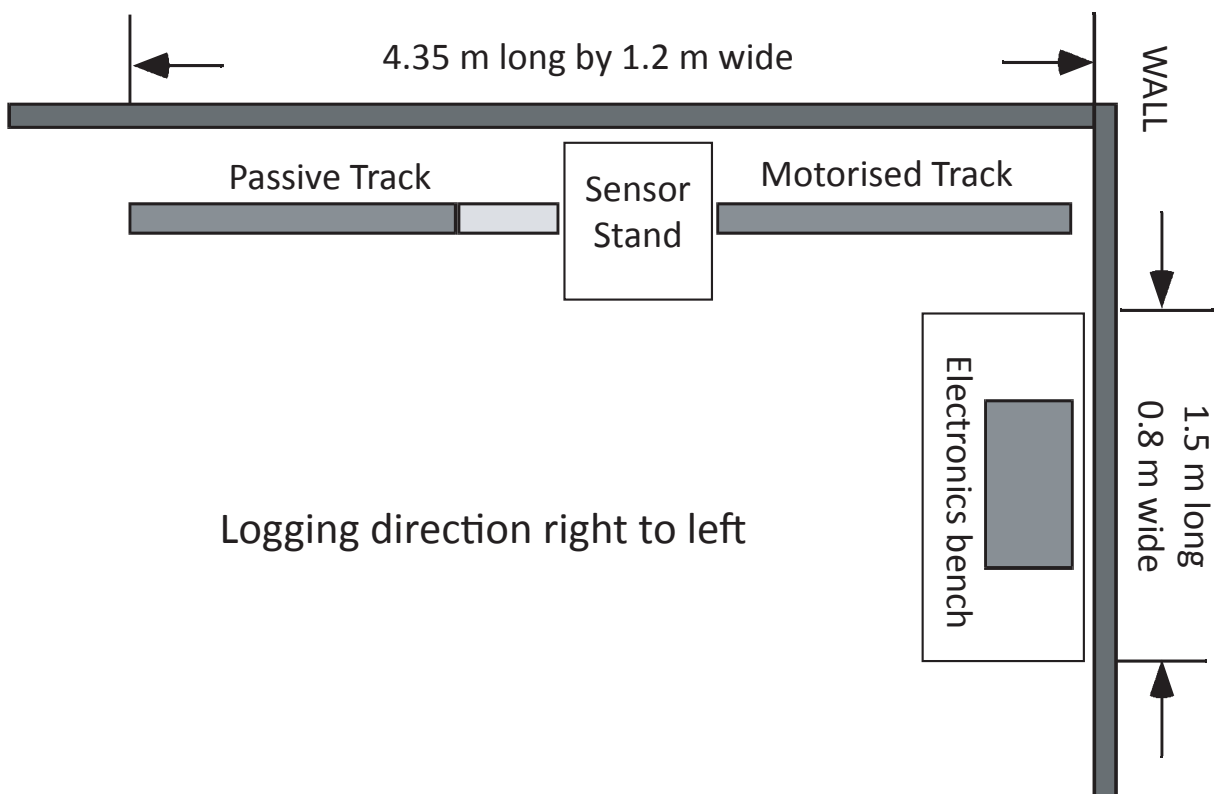 4.35 m long by 1.2 m wide
WALL
Passive Track
Sensor
Stand
Motorised Track
Electronics bench
1.5 m long
0.8 m wide
Logging direction right to left